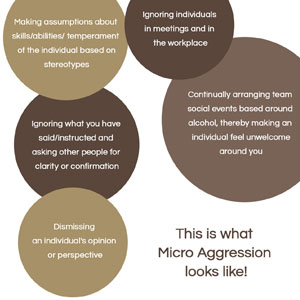 Making assumptions about
skills/abilities/ temperament
of the individual based on
stereotypes
Ignoring individuals
in meetings and in
the workplace
Continually arranging team
social events based around
alcohol, thereby making an
individual feel unwelcome
around you
Ignoring what you have
said/instructed and
asking other people for
clarity or confirmation
Dismissing
an individual's opinion
or perspective
This is what
Micro Aggression
looks like!